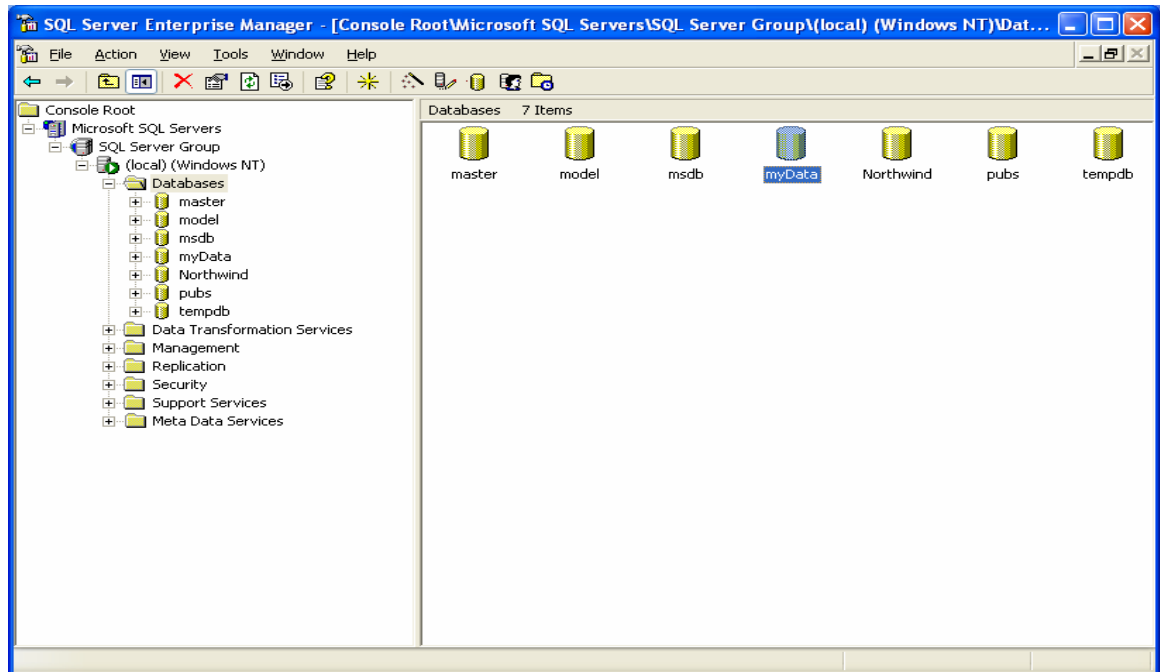 SQL Server Enterprise Manager - [Console Root\Microsoft SQL Servers\SQL Server Group\(local) (Windows NT)\Dat...
File Action View Tools Window Help
Console Root
Microsoft SQL Servers
SQL Server Group
(local) (Windows NT)
Databases
master
model
msdb
myData
Northwind
pubs
tempdb
Data Transformation Services
Management
Replication
Security
Support Services
Meta Data Services
Databases 7 Items
master model msdb myData Northwind pubs tempdb